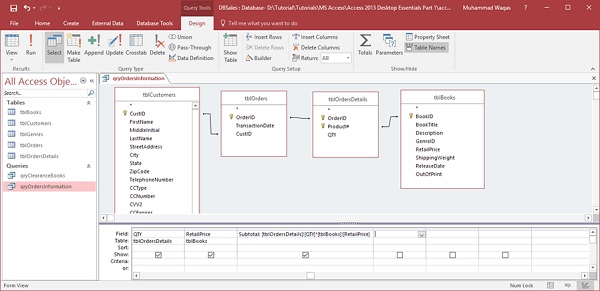 Query Tools
DBSales : Database- D:\Tutorial\Tutorials\MS Access\Access 2013 Desktop Essentials Part 1\acc...
Muhammad Waqas
File Home Create External Data Database Tools Design Tell me what you want to do
View Run Select Make Table Append Update Crosstab Delete
Union
Pass-Through
Data Definition
Show Table
Insert Rows
Delete Rows
Builder
Insert Columns
Delete Columns
Return: All
Totals Parameters
Property Sheet
Table Names
Results Query Type Query Setup Show/Hide
All Access Obje...
Tables
tblBooks
tblCustomers
tblGenres
tblOrders
tblOrdersDetails
Queries
qryClearanceBooks
qryOrdersInformation
qryOrdersInformation
tblCustomers
*
CustID
FirstName
MiddleInitial
LastName
StreetAddress
City
State
ZipCode
TelephoneNumber
CCType
CCNumber
CVV2
CCExpires
tblOrders
*
OrderID
TransactionDate
CustID
tblOrdersDetails
*
OrderID
Product#
QTY
tblBooks
*
BookID
BookTitle
Description
GenreID
RetailPrice
ShippingWeight
ReleaseDate
OutOfPrint
Field: QTY RetailPrice Subtotal: [tblOrdersDetails]![QTY]*[tblBooks]![RetailPrice]
Table: tblOrdersDetails tblBooks
Sort:
Show:
Criteria:
or:
Form View
Num Lock
SQL